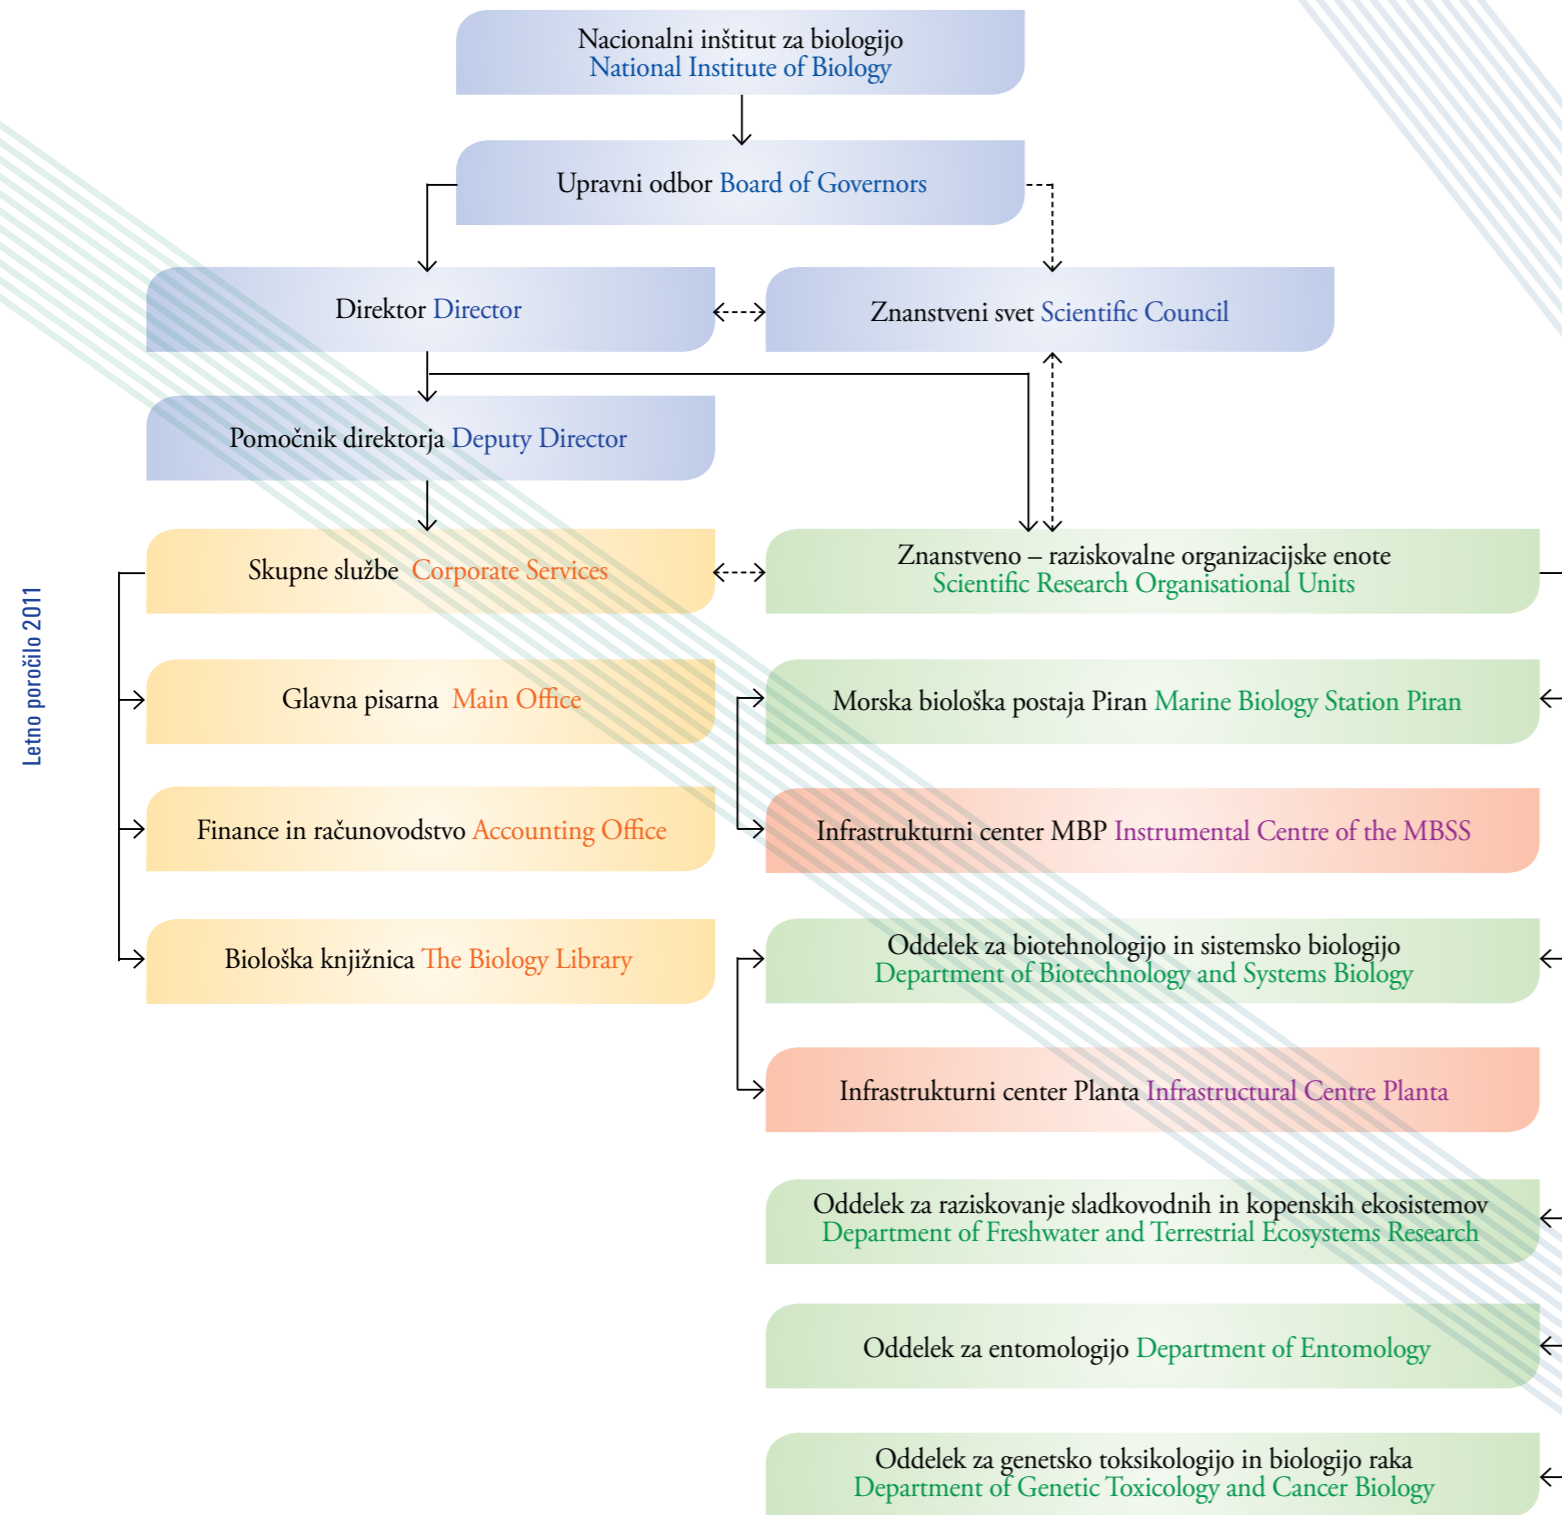 Nacionalni inštitut za biologijo
National Institute of Biology
Upravni odbor Board of Governors
Direktor Director
Znanstveni svet Scientific Council
Pomočnik direktorja Deputy Director
Skupne službe Corporate Services
Znanstveno – raziskovalne organizacijske enote
Scientific Research Organisational Units
Glavna pisarna Main Office
Morska biološka postaja Piran Marine Biology Station Piran
Finance in računovodstvo Accounting Office
Infrastrukturni center MBP Instrumental Centre of the MBSS
Biološka knjižnica The Biology Library
Oddelek za biotehnologijo in sistemsko biologijo
Department of Biotechnology and Systems Biology
Infrastrukturni center Planta Infrastructural Centre Planta
Oddelek za raziskovanje sladkovodnih in kopenskih ekosistemov
Department of Freshwater and Terrestrial Ecosystems Research
Oddelek za entomologijo Department of Entomology
Oddelek za genetsko toksikologijo in biologijo raka
Department of Genetic Toxicology and Cancer Biology
Letno poročilo 2011